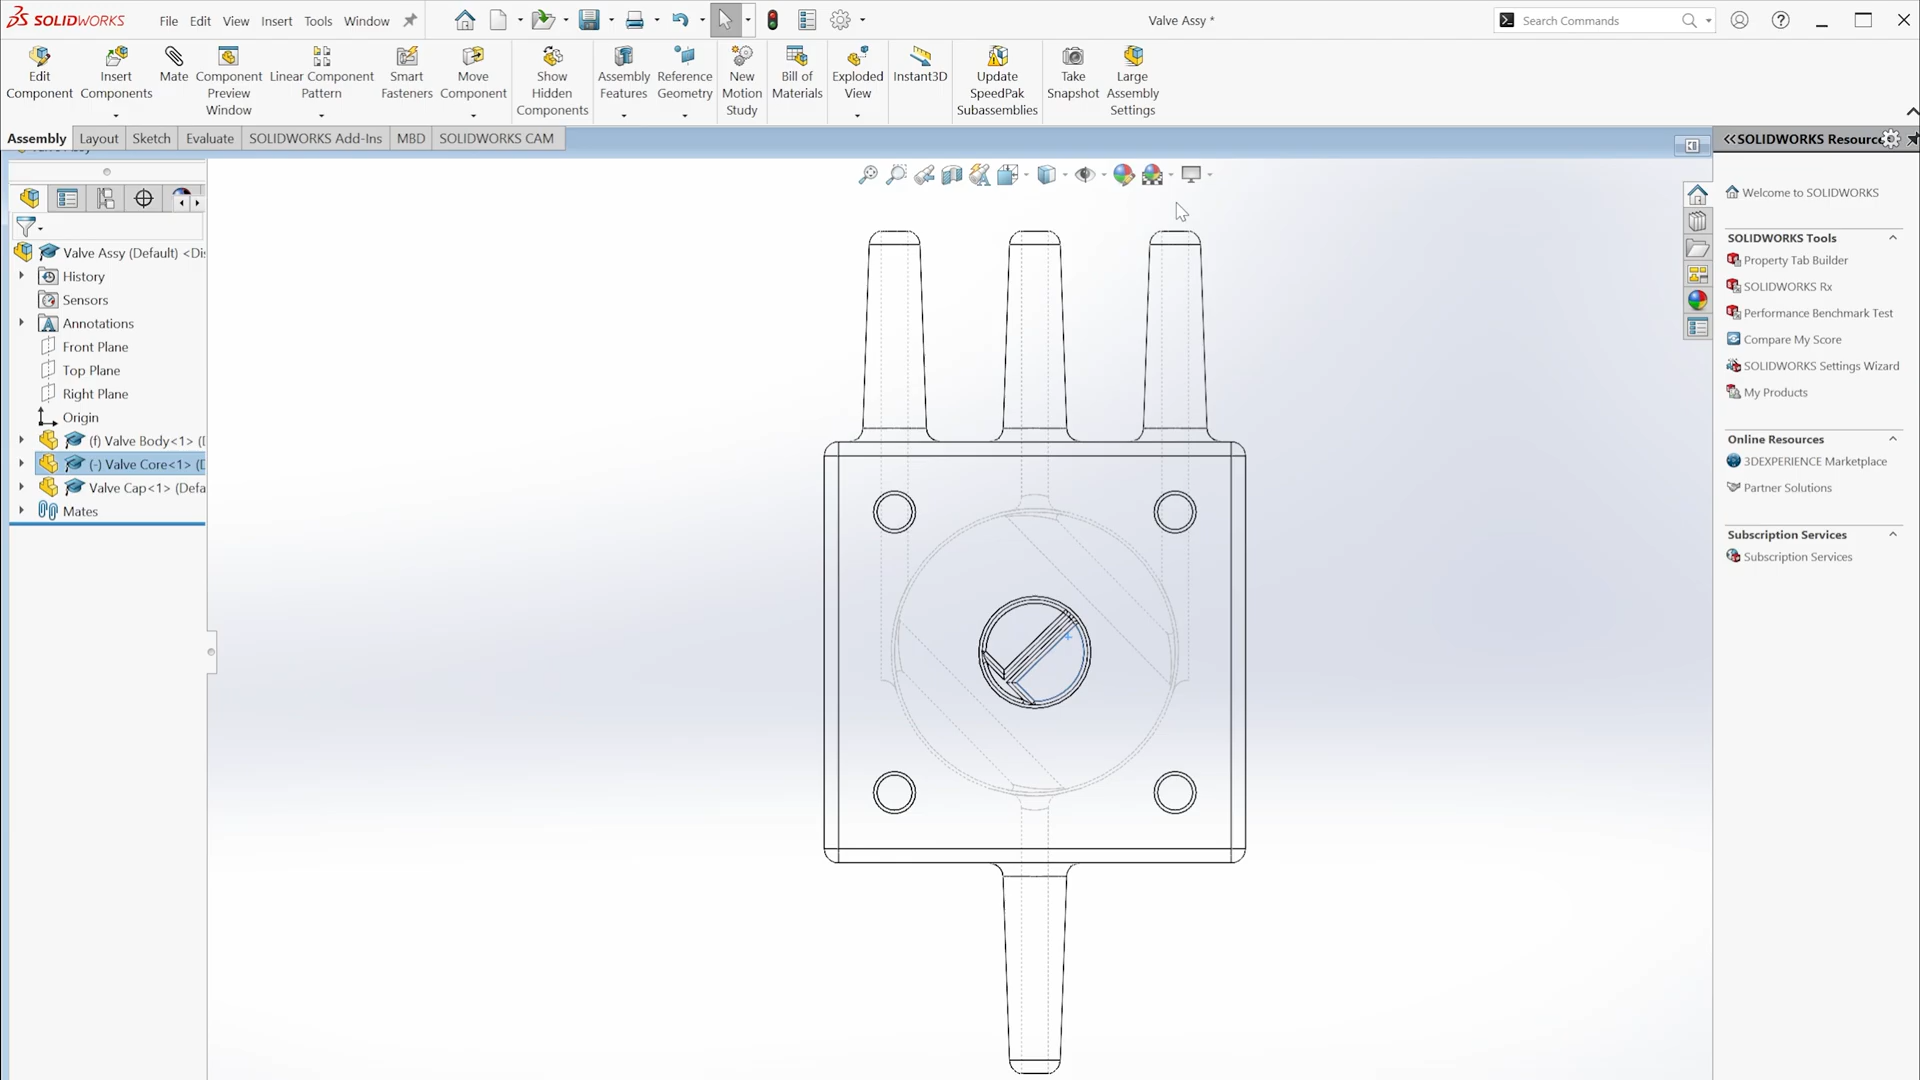 SOLIDWORKS File Edit View Insert Tools Window Valve Assy * Search Commands
Edit Component
Insert Components
Mate
Component Preview Window
Linear Component Pattern
Smart Fasteners
Move Component
Show Hidden Components
Assembly Features
Reference Geometry
New Motion Study
Bill of Materials
Exploded View
Instant3D
Update SpeedPak Subassemblies
Take Snapshot
Large Assembly Settings
Assembly Layout Sketch Evaluate SOLIDWORKS Add-Ins MBD SOLIDWORKS CAM
Valve Assy (Default) <Di
History
Sensors
Annotations
Front Plane
Top Plane
Right Plane
Origin
(f) Valve Body<1> (
(-) Valve Core<1> (
Valve Cap<1> (Defa
Mates
SOLIDWORKS Resource
Welcome to SOLIDWORKS
SOLIDWORKS Tools
Property Tab Builder
SOLIDWORKS Rx
Performance Benchmark Test
Compare My Score
SOLIDWORKS Settings Wizard
My Products
Online Resources
3DEXPERIENCE Marketplace
Partner Solutions
Subscription Services
Subscription Services